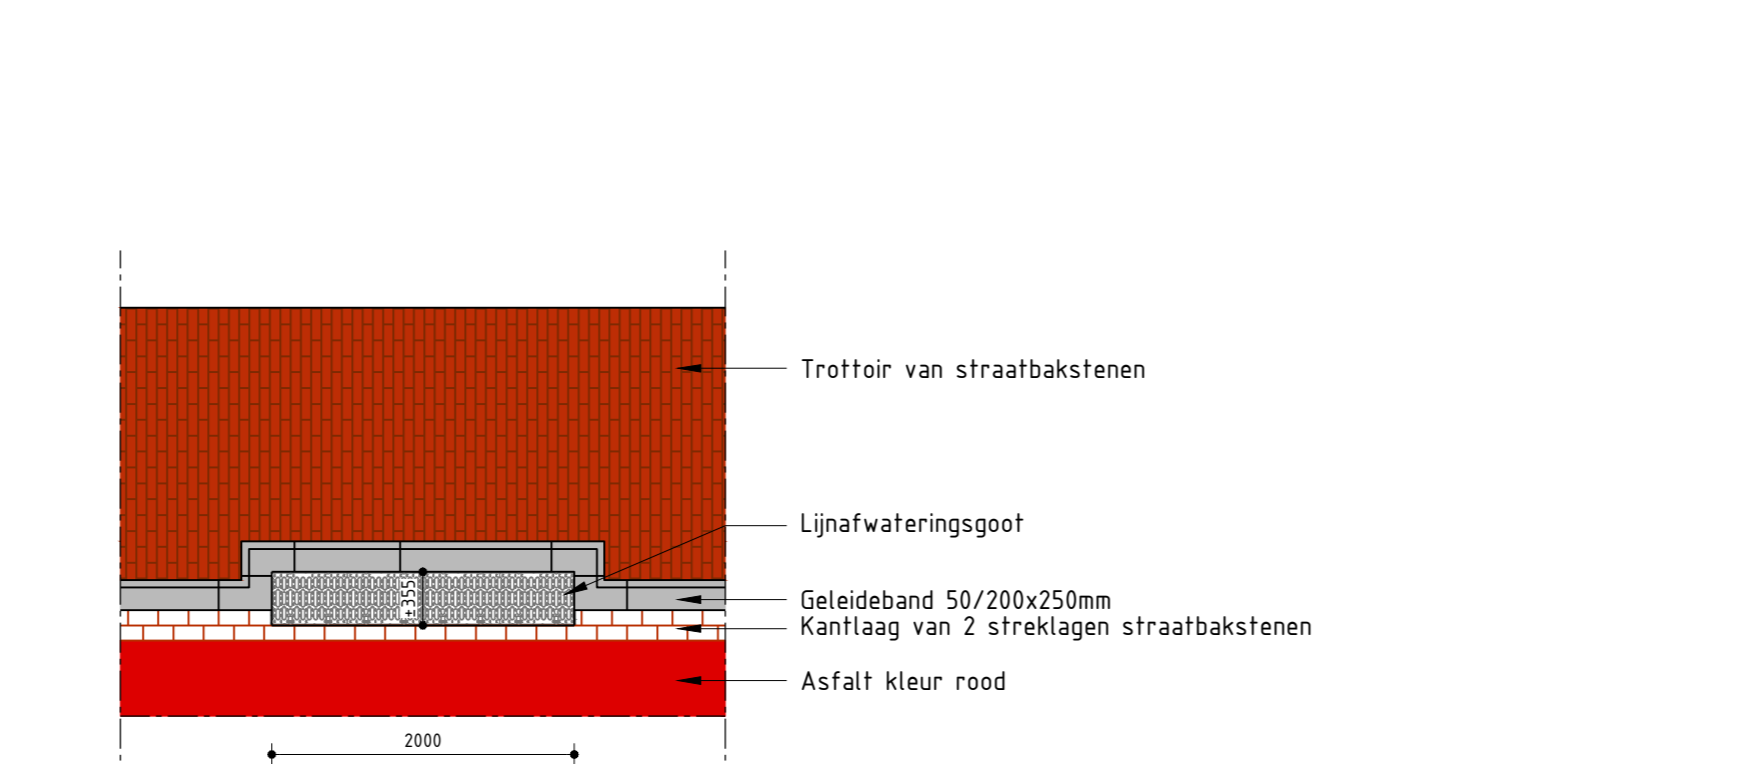 Trottoir van straatbakstenen
Lijnafwateringsgoot
±355
Geleideband 50/200x250mm
Kantlaag van 2 streklagen straatbakstenen
Asfalt kleur rood
2000